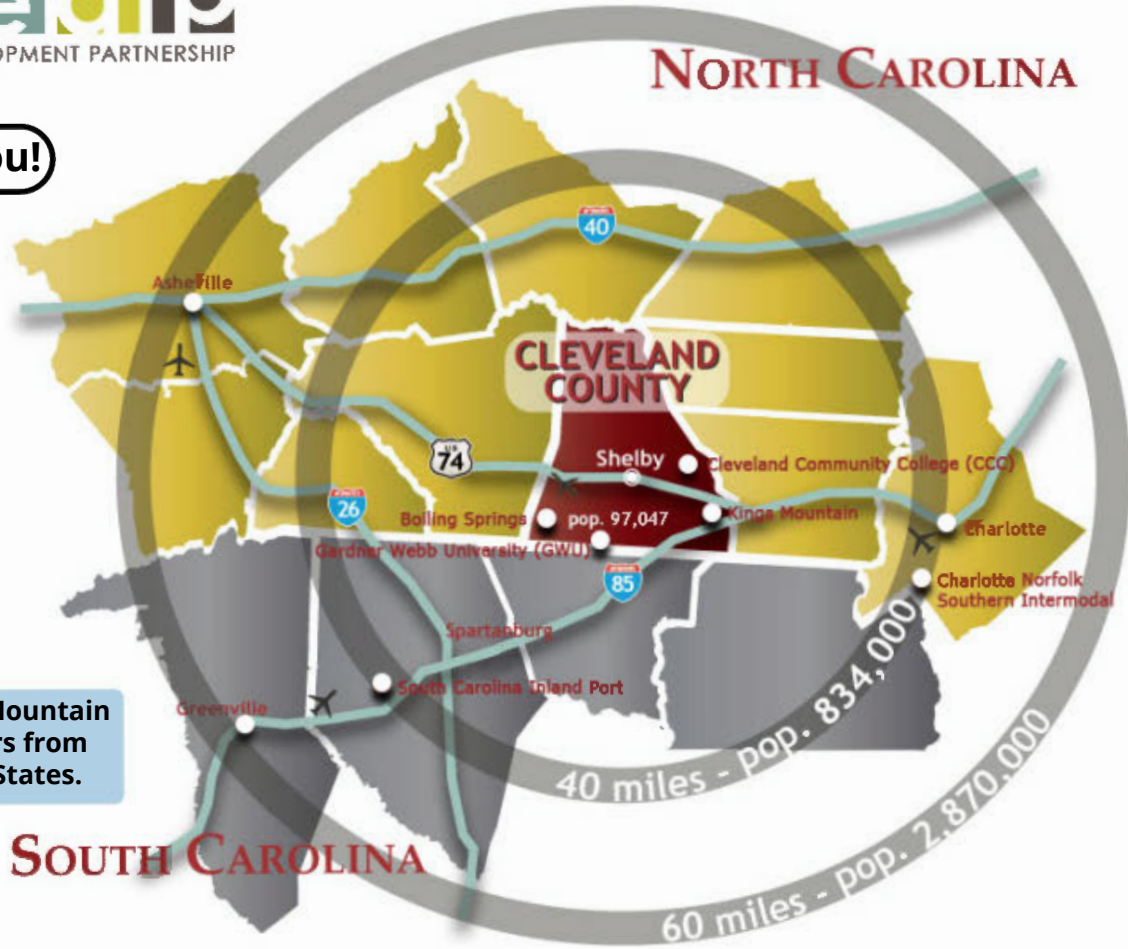 OPMENT PARTNERSHIP
NORTH CAROLINA
ou!
40
Asheville
CLEVELAND
COUNTY
US
74
Shelby
Cleveland Community College (CCC)
26
Boiling Springs
pop. 97,047
Kings Mountain
Gardner Webb University (GWU)
Charlotte
85
Charlotte Norfolk
Southern Intermodal
Spartanburg
South Carolina Inland Port
Greenville
Mountain
rs from
States.
40 miles - pop. 834,000
60 miles - pop. 2,870,000
SOUTH CAROLINA